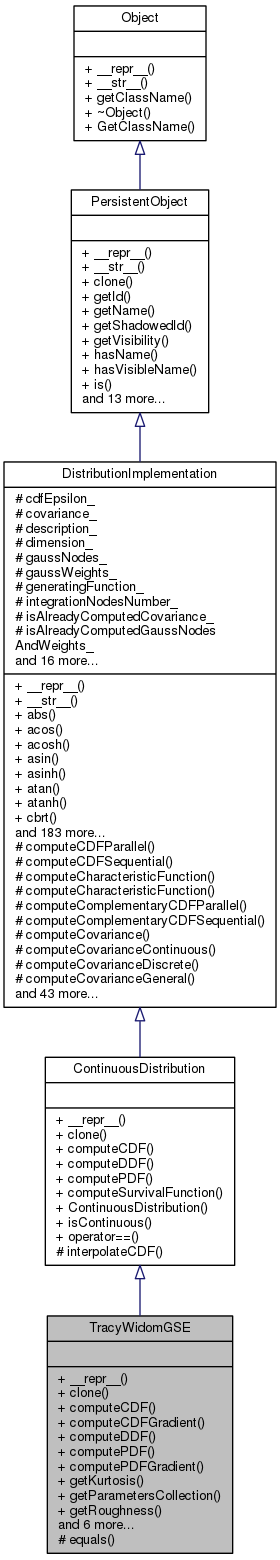 Object
+ __repr__()
+ __str__()
+ getClassName()
+ ~Object()
+ GetClassName()
PersistentObject
+ __repr__()
+ __str__()
+ clone()
+ getId()
+ getName()
+ getShadowedId()
+ getVisibility()
+ hasName()
+ hasVisibleName()
+ is()
and 13 more...
DistributionImplementation
# cdfEpsilon_
# covariance_
# description_
# dimension_
# gaussNodes_
# gaussWeights_
# generatingFunction_
# integrationNodesNumber_
# isAlreadyComputedCovariance_
# isAlreadyComputedGaussNodes
AndWeights_
and 16 more...
+ __repr__()
+ __str__()
+ abs()
+ acos()
+ acosh()
+ asin()
+ asinh()
+ atan()
+ atanh()
+ cbrt()
and 183 more...
# computeCDFParallel()
# computeCDFSequential()
# computeCharacteristicFunction()
# computeCharacteristicFunction()
# computeComplementaryCDFParallel()
# computeComplementaryCDFSequential()
# computeCovariance()
# computeCovarianceContinuous()
# computeCovarianceDiscrete()
# computeCovarianceGeneral()
and 43 more...
ContinuousDistribution
+ __repr__()
+ clone()
+ computeCDF()
+ computeDDF()
+ computePDF()
+ computeSurvivalFunction()
+ ContinuousDistribution()
+ isContinuous()
+ operator==()
# interpolateCDF()
TracyWidomGSE
+ __repr__()
+ clone()
+ computeCDF()
+ computeCDFGradient()
+ computeDDF()
+ computePDF()
+ computePDFGradient()
+ getKurtosis()
+ getParametersCollection()
+ getRoughness()
and 6 more...
# equals()